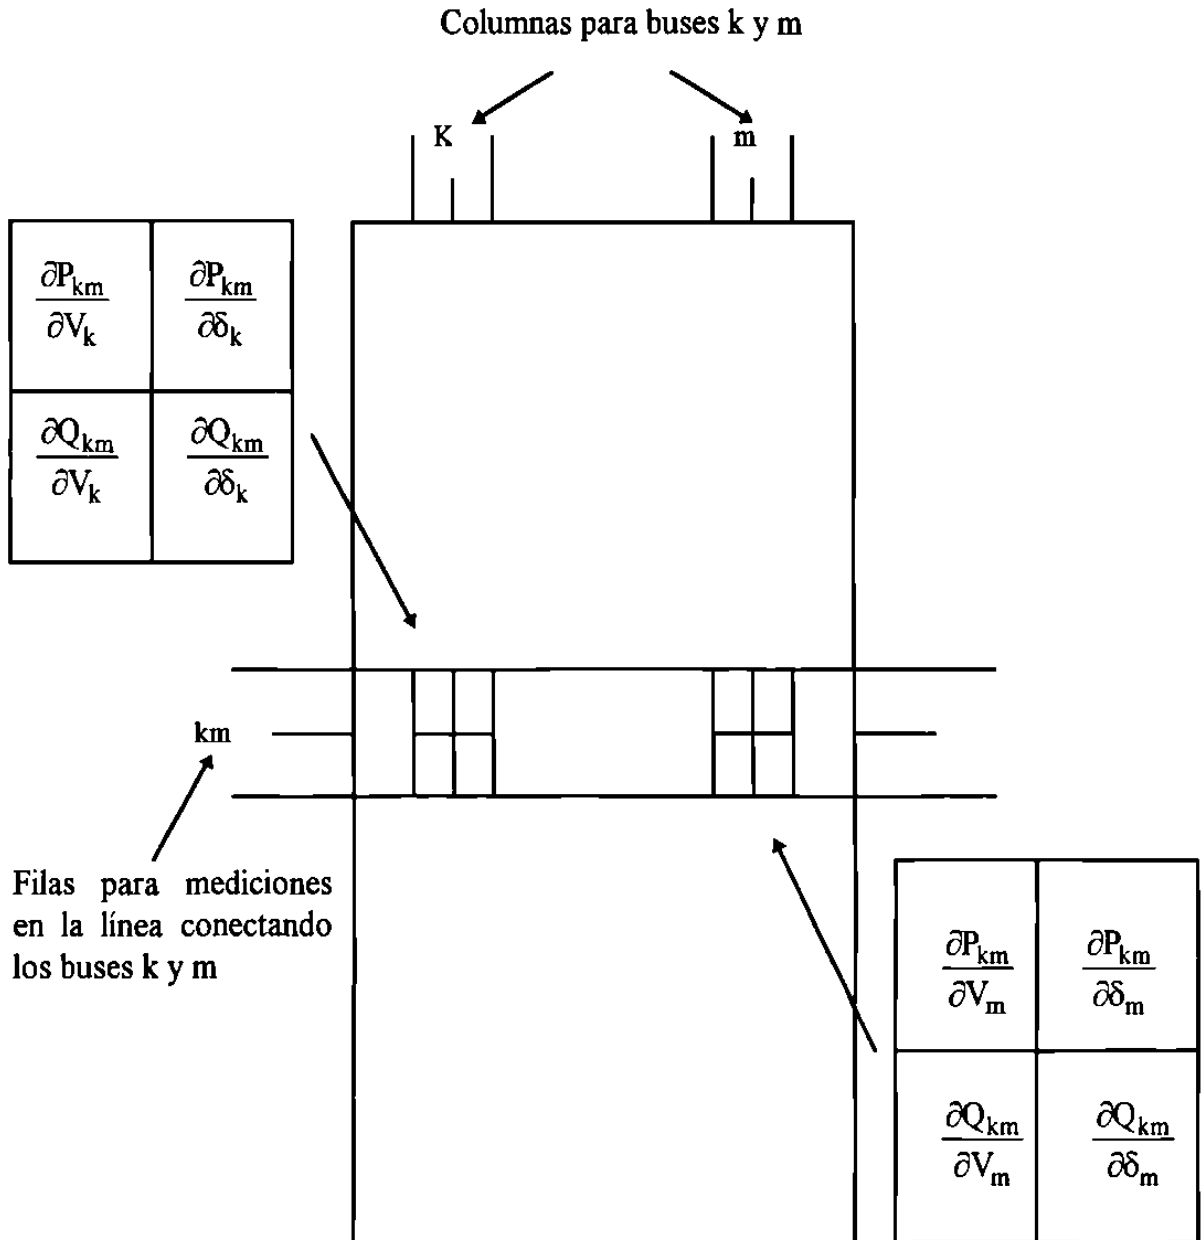 Columnas para buses k y m
K
m
∂P_km/∂V_k
∂P_km/∂δ_k
∂Q_km/∂V_k
∂Q_km/∂δ_k
km
Filas para mediciones
en la línea conectando
los buses k y m
∂P_km/∂V_m
∂P_km/∂δ_m
∂Q_km/∂V_m
∂Q_km/∂δ_m